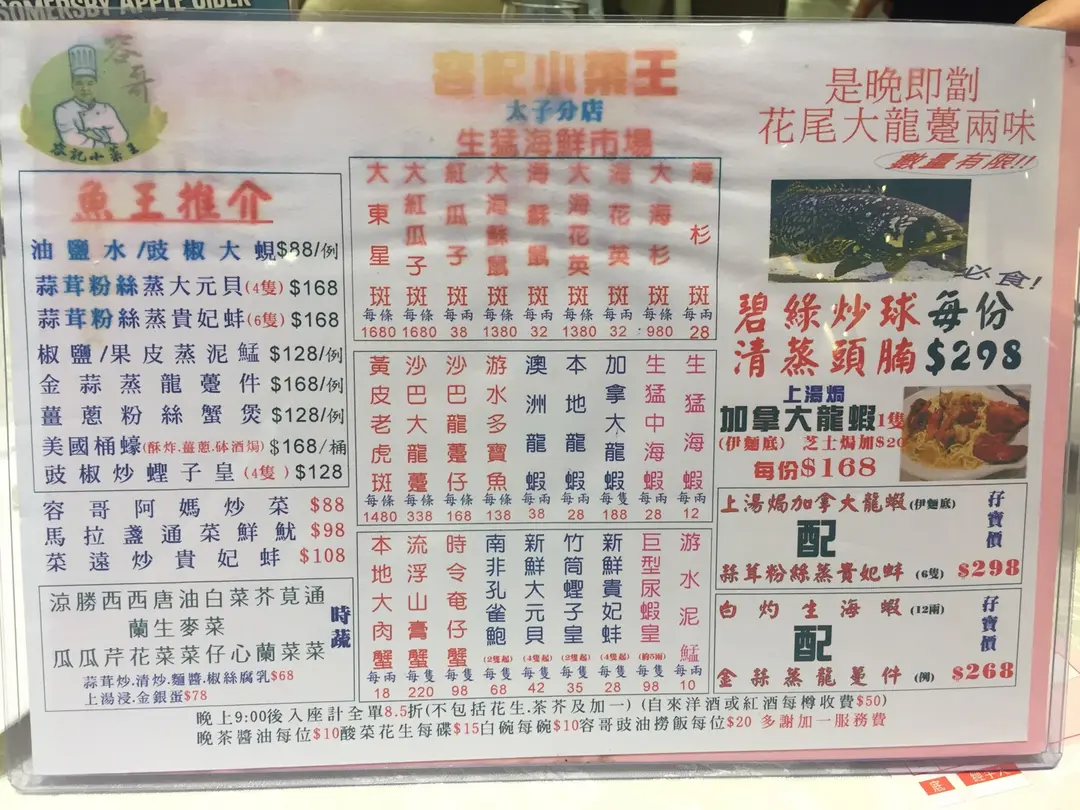 SOMERSBY APPLE CIDER
容哥
容記小菜王
容記小菜王
太子分店
生猛海鮮市場
是晚即劏
花尾大龍躉兩味
數量有限!!
魚王推介
油鹽水/豉椒大蜆$88/例
蒜茸粉絲蒸大元貝(4隻) $168
蒜茸粉絲蒸貴妃蚌(6隻) $168
椒鹽/果皮蒸泥鯭 $128/例
金蒜蒸龍躉件 $168/例
薑蔥粉絲蟹煲 $128/例
美國桶蠔(酥炸.薑蔥.砵酒焗) $168/桶
豉椒炒蟶子皇(4隻) $128
容哥阿媽炒菜 $88
馬拉盞通菜鮮魷 $98
菜遠炒貴妃蚌 $108
涼勝西西唐油白菜芥莧通
蘭生麥菜
瓜瓜芹花菜菜仔心蘭菜菜
時蔬
蒜茸炒.清炒.麵醬.椒絲腐乳$68
上湯浸.金銀蛋$78
大東星斑 每條 1680
大紅瓜子斑 每條 1680
紅瓜子斑 每兩 38
大海蘇鼠斑 每條 1380
海蘇鼠斑 每兩 32
大海花英斑 每條 1380
海花英斑 每兩 32
大海杉斑 每條 980
海杉斑 每兩 28
黃皮老虎斑 每條 1480
沙巴大龍躉 每條 338
沙巴龍躉仔 每條 168
游水多寶魚 每條 138
澳洲龍蝦 每兩 38
本地龍蝦 每兩 28
加拿大龍蝦 每隻 188
生猛中海蝦 每兩 28
生猛海蝦 每兩 12
本地大肉蟹 每兩 18
流浮山膏蟹 每隻 220
時令奄仔蟹 每隻 98
南非孔雀鮑 (2隻起) 每隻 68
新鮮大元貝 (4隻起) 每隻 42
竹筒蟶子皇 (2隻起) 每隻 35
新鮮貴妃蚌 (4隻起) 每隻 28
巨型尿蝦皇 (約5兩) 每隻 98
游水泥鯭 每兩 10
必食!
碧綠炒球每份
清蒸頭腩$298
上湯焗
加拿大龍蝦1隻
(伊麵底) 芝士焗加$20
每份$168
上湯焗加拿大龍蝦(伊麵底)
配
蒜茸粉絲蒸貴妃蚌 (6隻) $298
孖寶價
白灼生海蝦(12兩)
配
金蒜蒸龍躉件 (例) $268
孖寶價
晚上9:00後入座計全單8.5折(不包括花生.茶芥及加一) (自來洋酒或紅酒每樽收費$50)
晚茶醬油每位$10酸菜花生每碟$15白碗每碗$10容哥豉油撈飯每位$20 多謝加一服務費
底